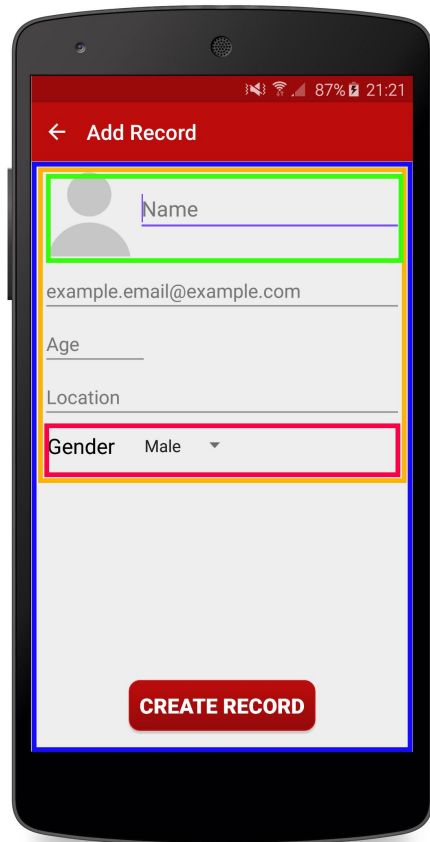 87% 21:21
Add Record
Name
example.email@example.com
Age
Location
Gender Male
CREATE RECORD